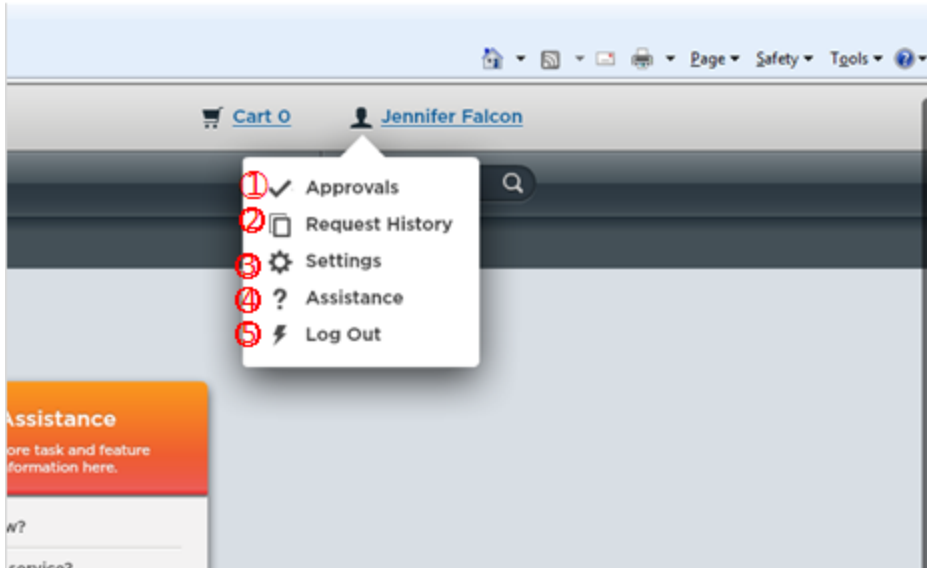 Page Safety Tools
Cart 0 Jennifer Falcon
① Approvals
② Request History
③ Settings
④ ? Assistance
⑤ Log Out
Assistance
ore task and feature
formation here.
w?
service?